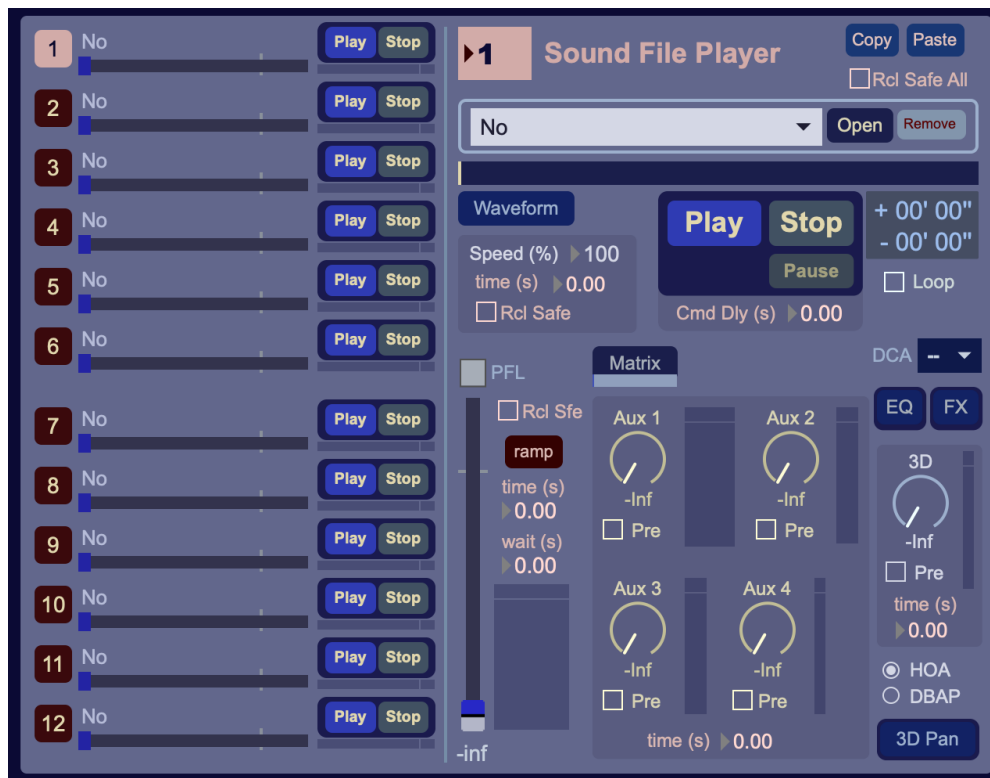 1 No Play Stop
2 No Play Stop
3 No Play Stop
4 No Play Stop
5 No Play Stop
6 No Play Stop
7 No Play Stop
8 No Play Stop
9 No Play Stop
10 No Play Stop
11 No Play Stop
12 No Play Stop
1 Sound File Player Copy Paste
Rcl Safe All
No Open Remove
Waveform
Speed (%) 100
time (s) 0.00
Rcl Safe
Play Stop
Pause
Cmd Dly (s) 0.00
+ 00' 00"
- 00' 00"
Loop
DCA --
PFL
Rcl Sfe
ramp
time (s)
0.00
wait (s)
0.00
-inf
Matrix
Aux 1 Aux 2
-Inf -Inf
Pre Pre
Aux 3 Aux 4
-Inf -Inf
Pre Pre
time (s) 0.00
EQ FX
3D
-Inf
Pre
time (s)
0.00
HOA
DBAP
3D Pan